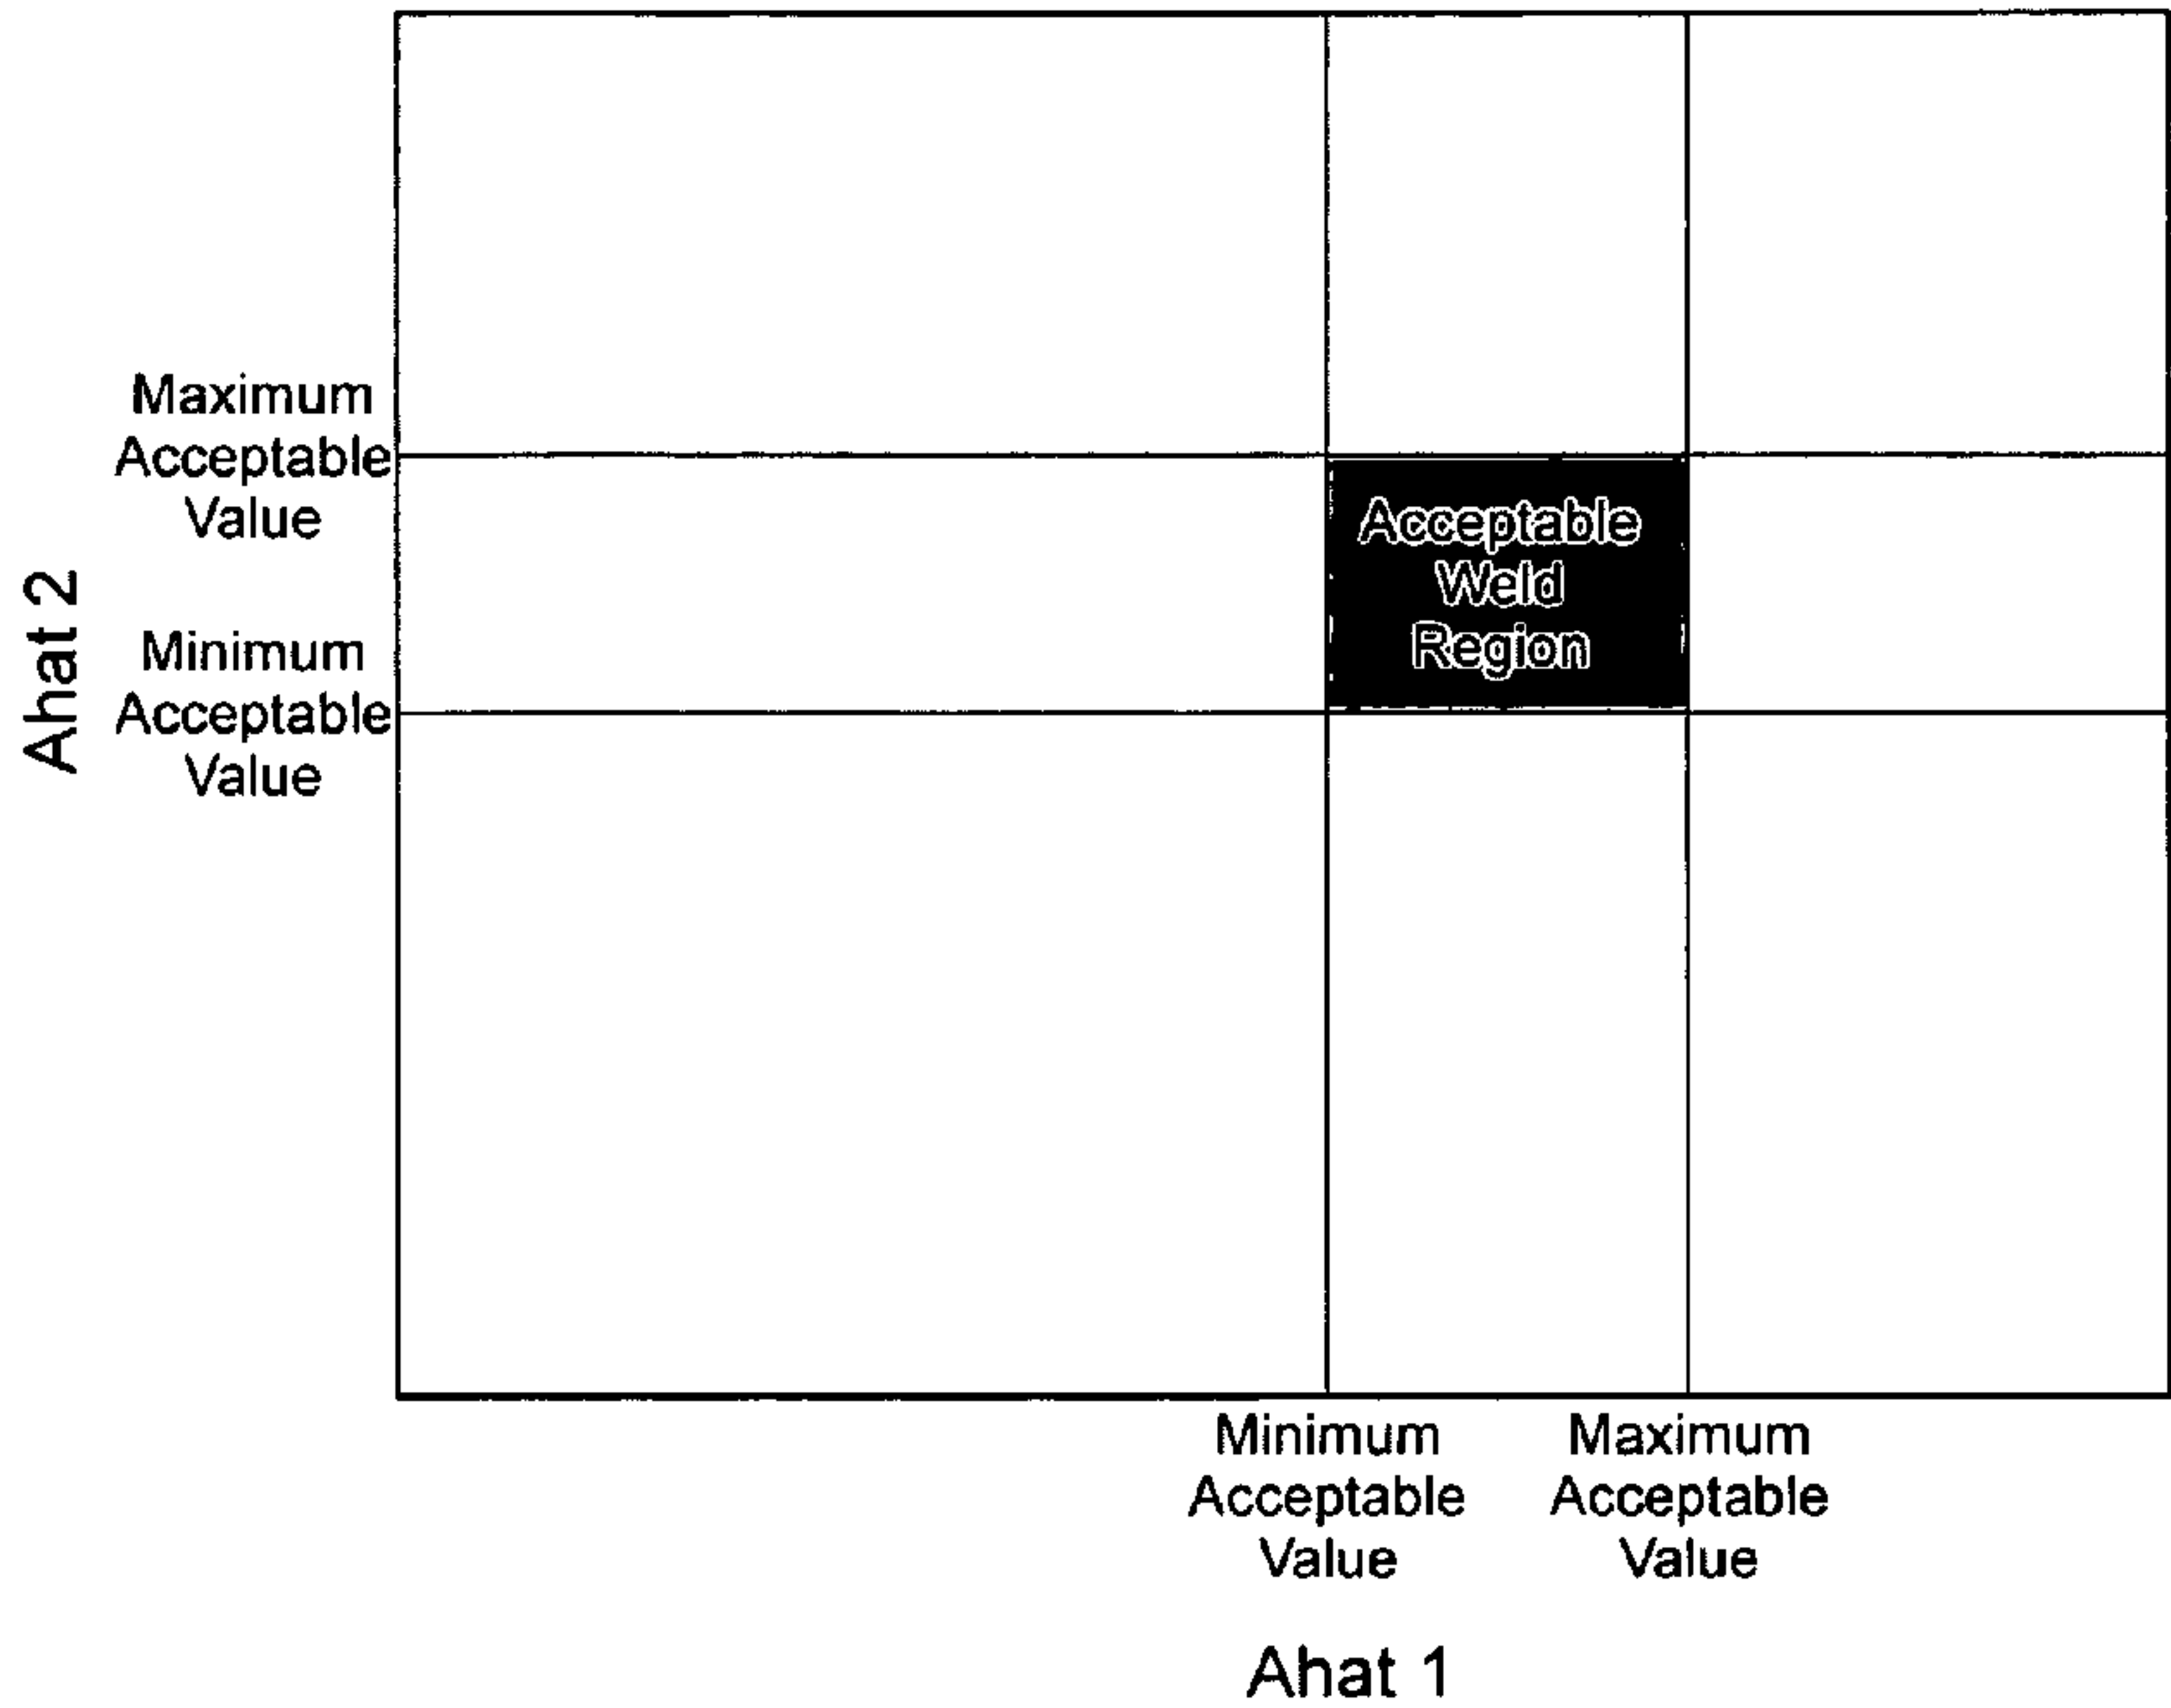 Ahat 2
Maximum
Acceptable
Value
Minimum
Acceptable
Value
Acceptable
Weld
Region
Minimum
Acceptable
Value
Maximum
Acceptable
Value
Ahat 1